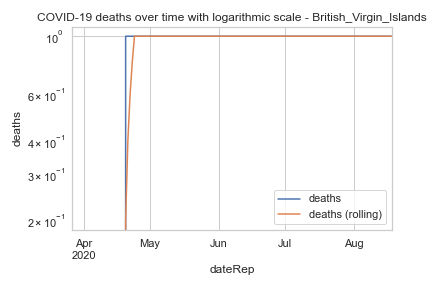 COVID-19 deaths over time with logarithmic scale - British_Virgin_Islands
10⁰
6 × 10⁻¹
4 × 10⁻¹
3 × 10⁻¹
2 × 10⁻¹
deaths
deaths
deaths (rolling)
Apr
2020
May
Jun
Jul
Aug
dateRep